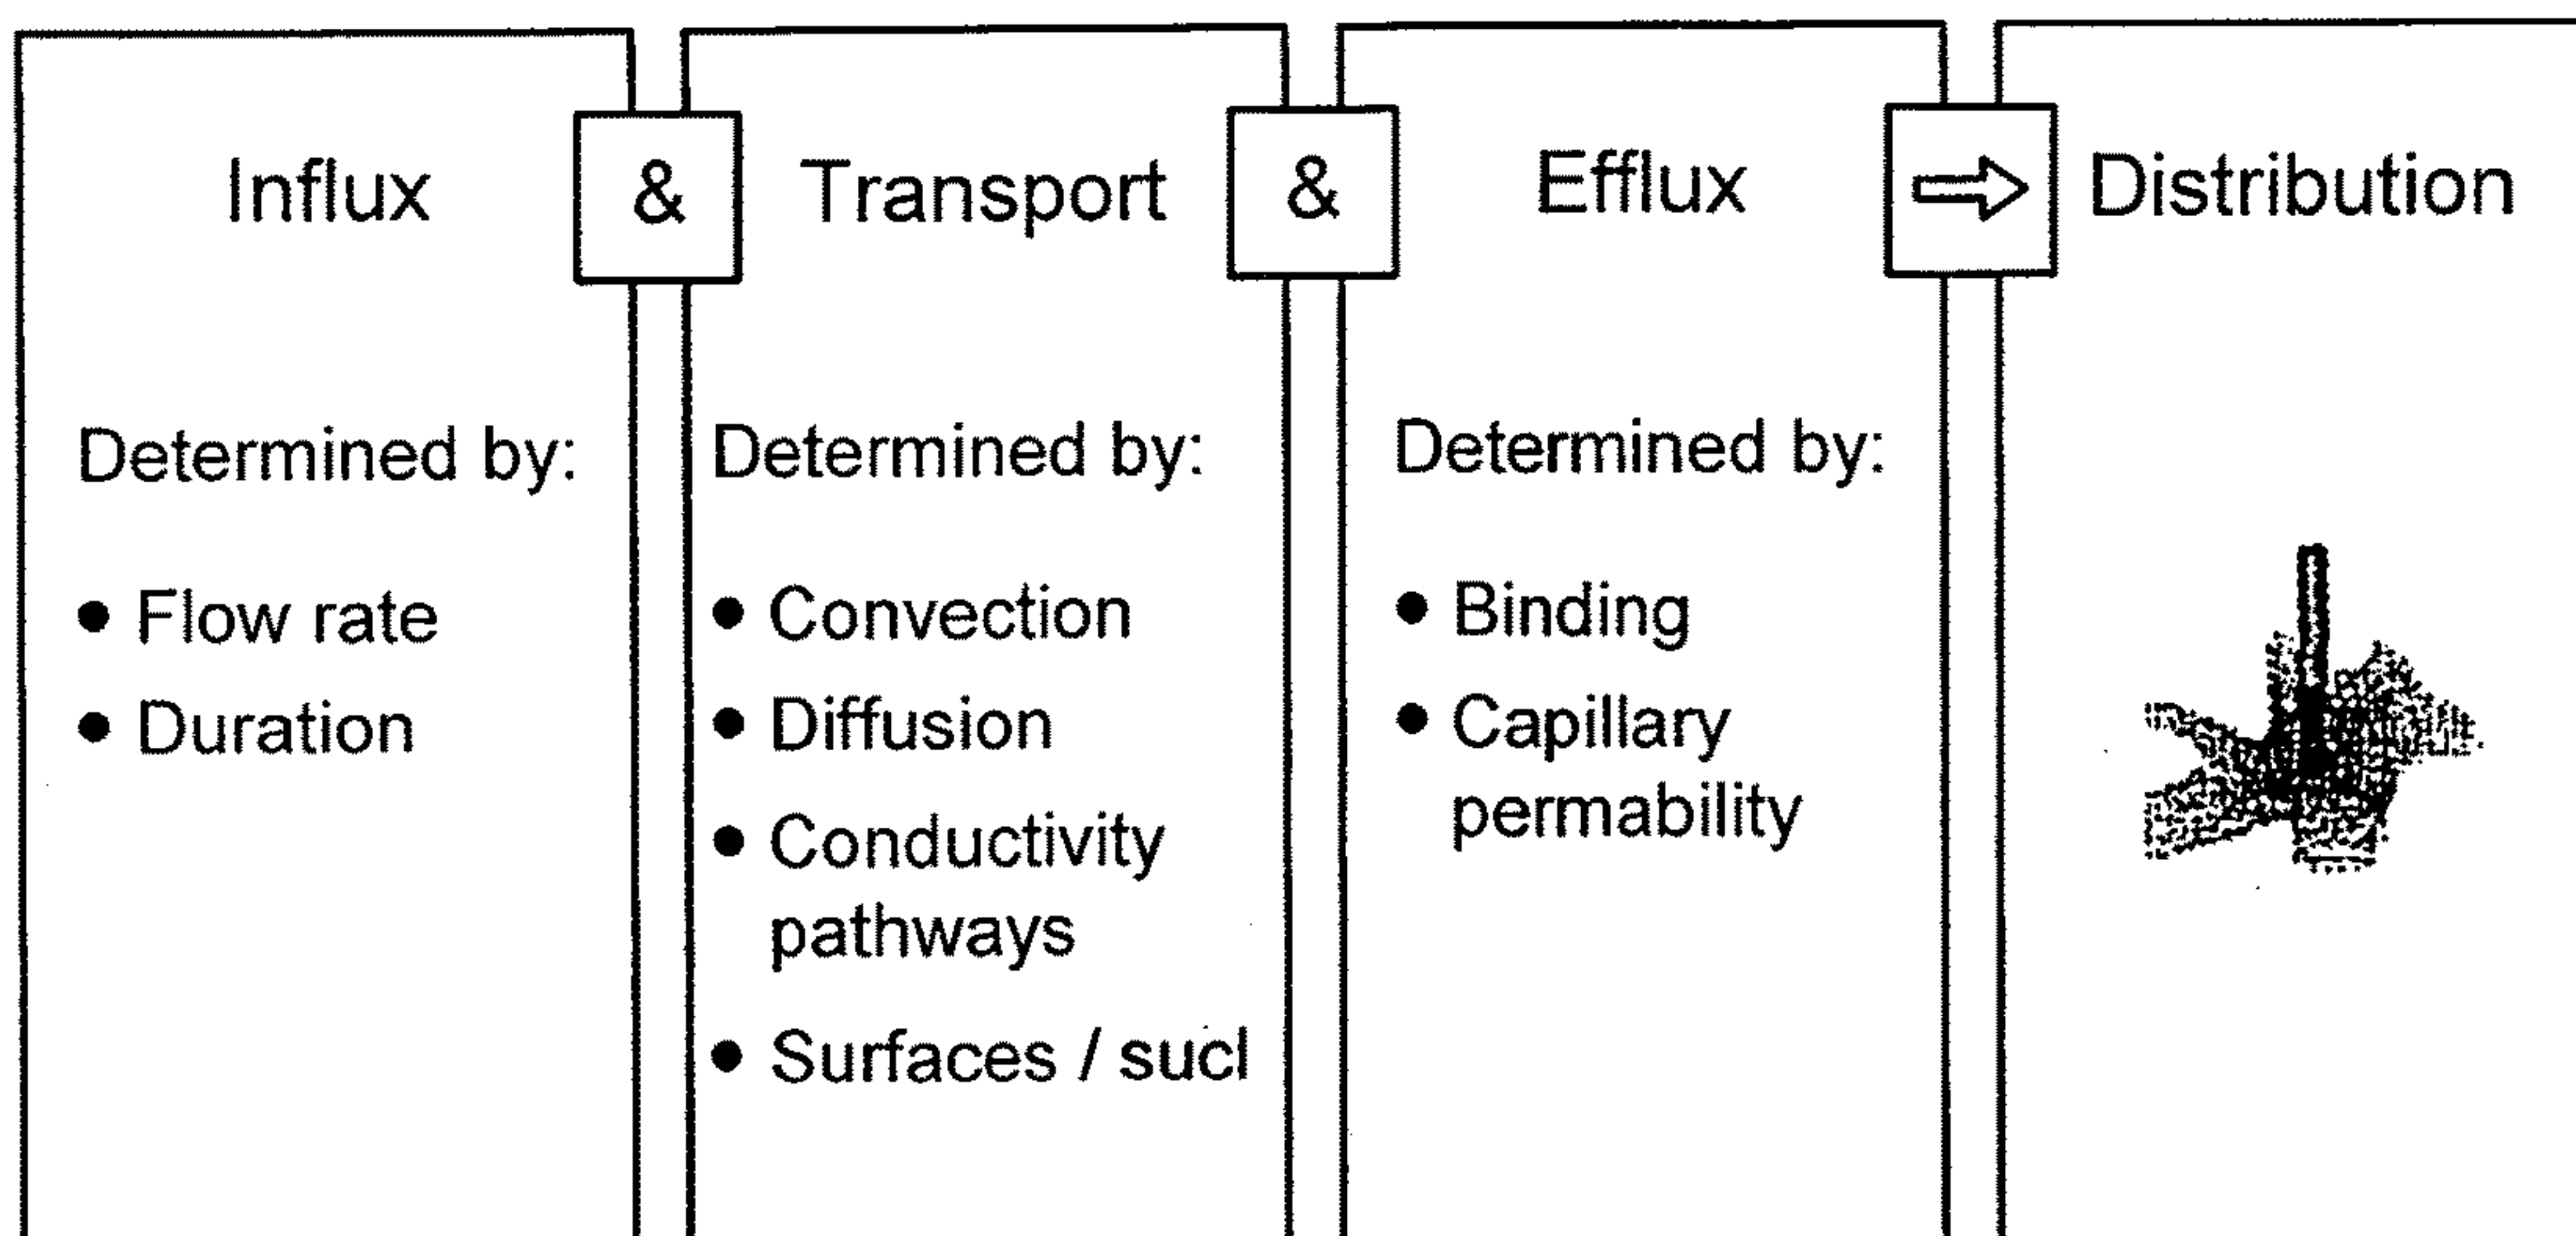 Influx
&
Transport
&
Efflux
Distribution
Determined by:
• Flow rate
• Duration
Determined by:
• Convection
• Diffusion
• Conductivity
pathways
• Surfaces / sucl
Determined by:
• Binding
• Capillary
permability